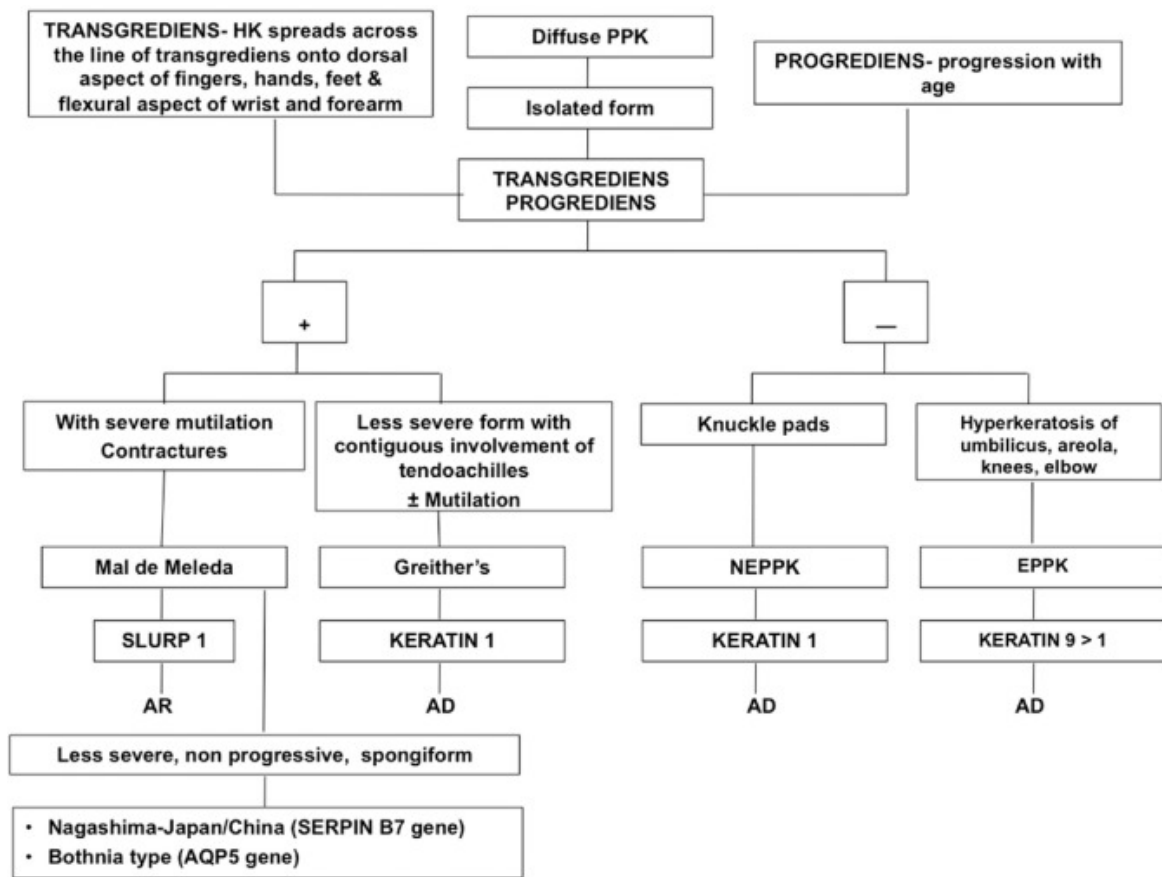 TRANSGREDIENS- HK spreads across
the line of transgrediens onto dorsal
aspect of fingers, hands, feet &
flexural aspect of wrist and forearm
Diffuse PPK
PROGREDIENS- progression with
age
Isolated form
TRANSGREDIENS
PROGREDIENS
+
—
With severe mutilation
Contractures
Less severe form with
contiguous involvement of
tendoachilles
± Mutilation
Knuckle pads
Hyperkeratosis of
umbilicus, areola,
knees, elbow
Mal de Meleda
Greither’s
NEPPK
EPPK
SLURP 1
KERATIN 1
KERATIN 1
KERATIN 9 > 1
AR
AD
AD
AD
Less severe, non progressive, spongiform
• Nagashima-Japan/China (SERPIN B7 gene)
• Bothnia type (AQP5 gene)